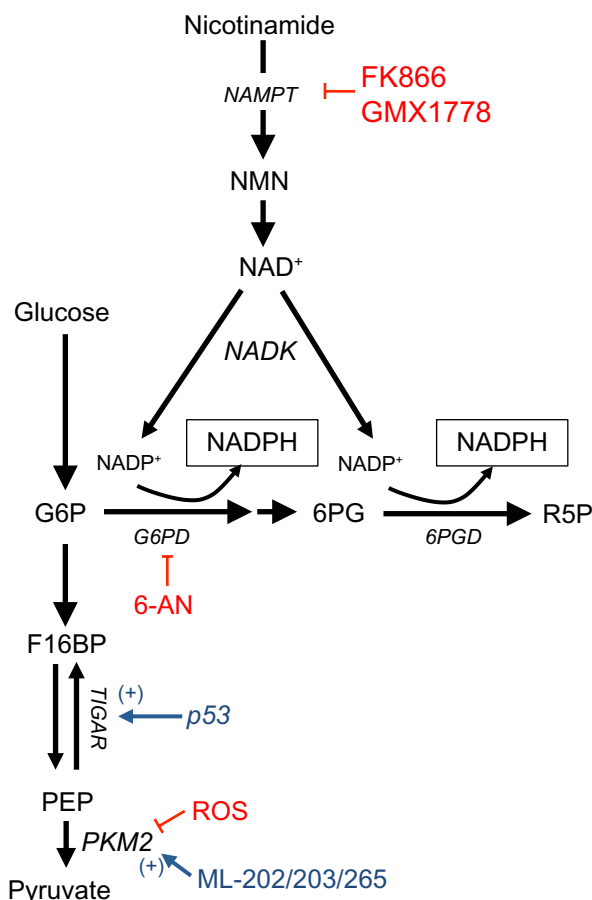 Nicotinamide
NAMPT
FK866
GMX1778
NMN
NAD⁺
Glucose
NADK
NADP⁺
NADPH
NADP⁺
NADPH
G6P
G6PD
6PG
6PGD
R5P
6-AN
F16BP
TIGAR
(+)
p53
PEP
ROS
PKM2
(+)
ML-202/203/265
Pyruvate